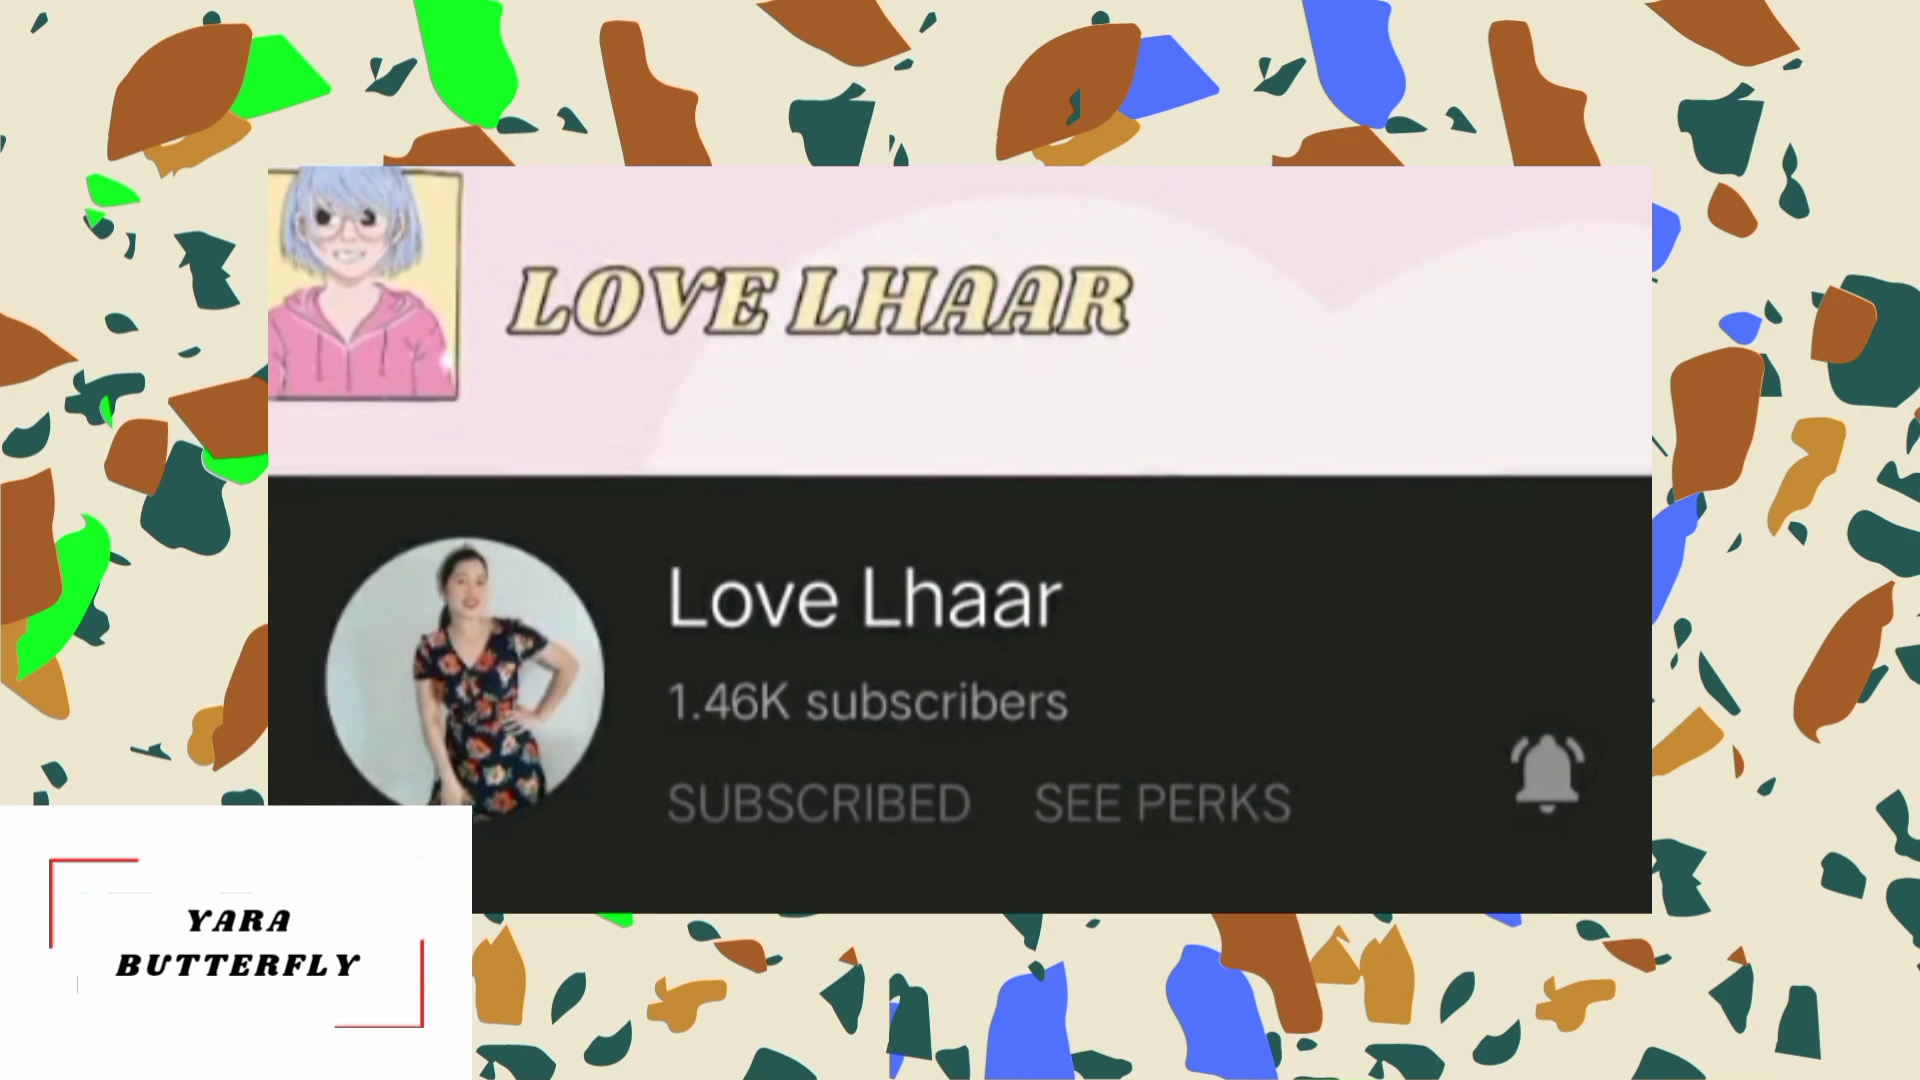 LOVE LHAAR
Love Lhaar
1.46K subscribers
SUBSCRIBED SEE PERKS
YARA
BUTTERFLY